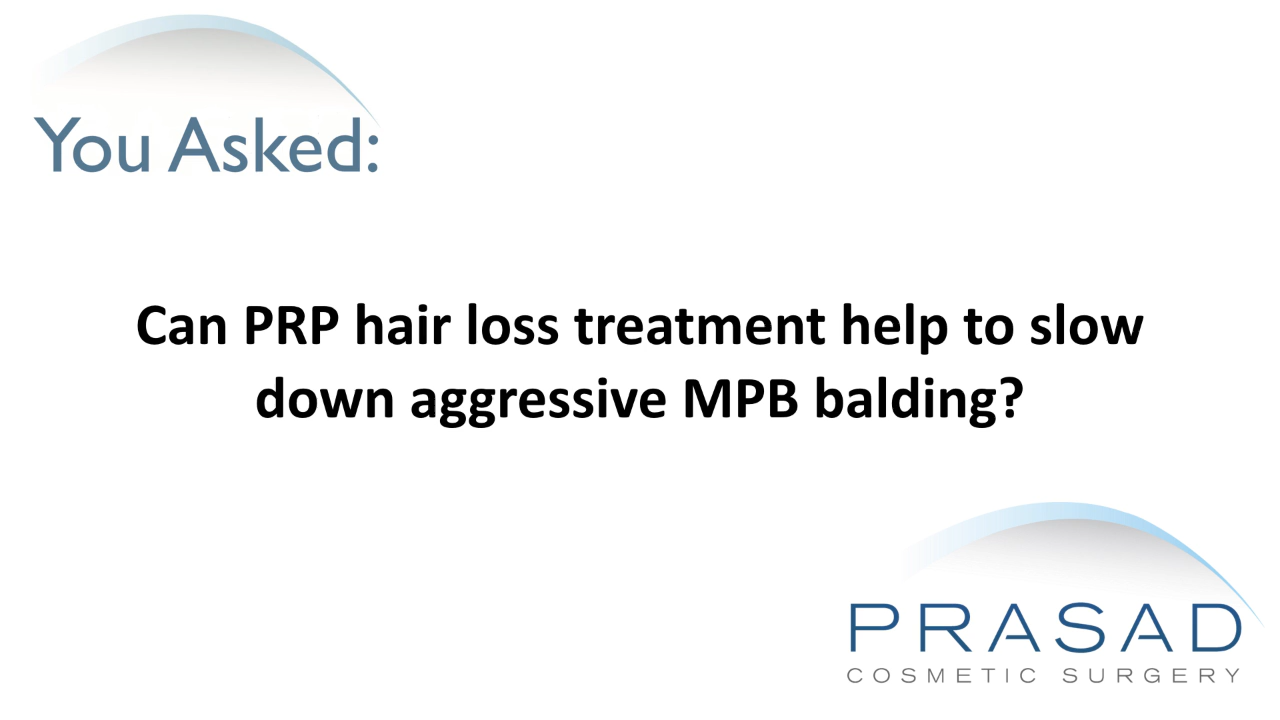 You Asked:
Can PRP hair loss treatment help to slow
down aggressive MPB balding?
PRASAD
COSMETIC SURGERY